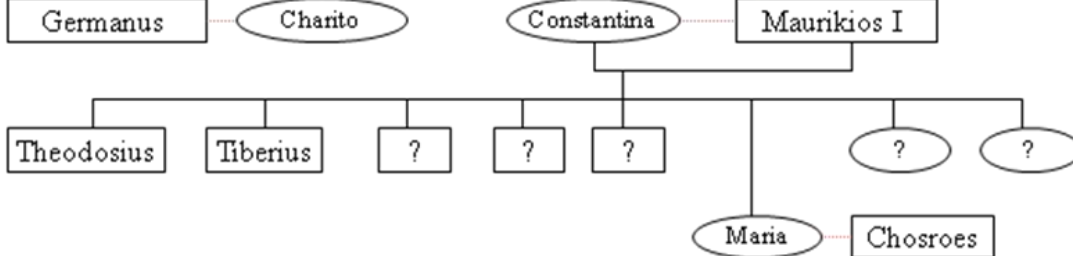 Germanus Charito Constantina Maurikios I
Theodosius Tiberius ? ? ? ? ?
Maria Chosroes